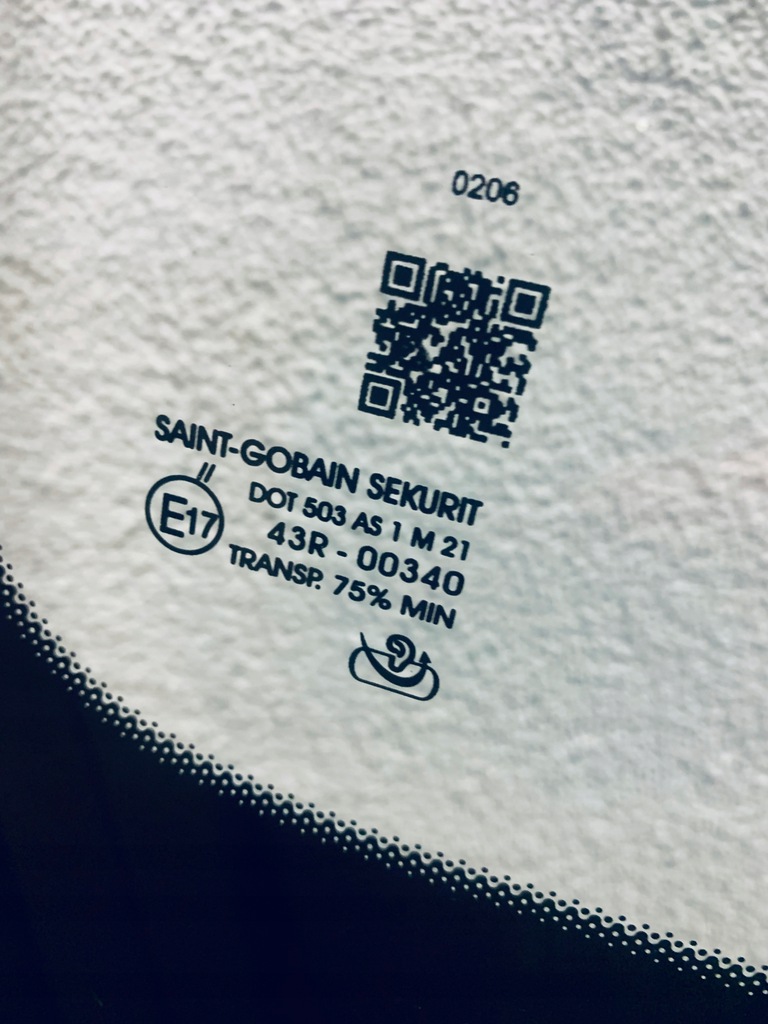 0206
SAINT-GOBAIN SEKURIT
//
E17
DOT 503 AS 1 M 21
43R - 00340
TRANSP. 75% MIN